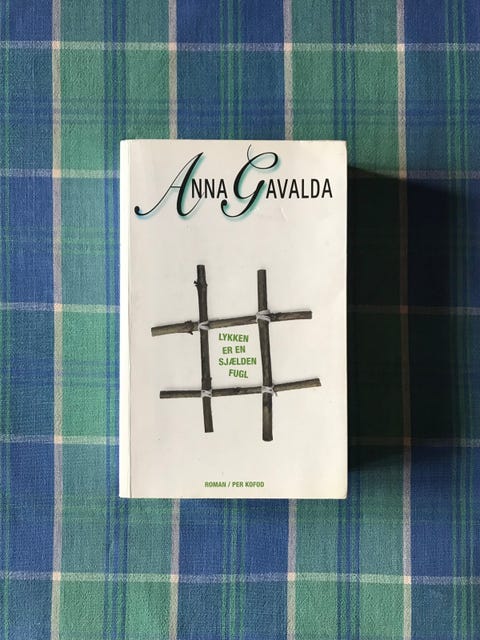 ANNA GAVALDA
LYKKEN
ER EN
SJÆLDEN
FUGL
ROMAN / PER KOFOD